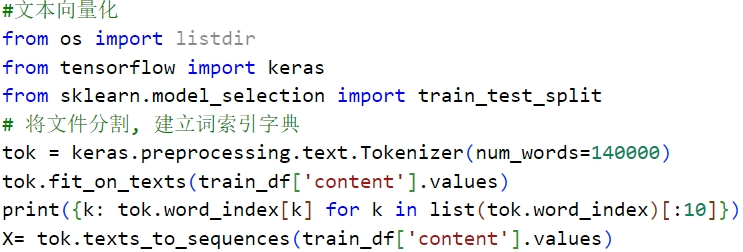 #文本向量化
from os import listdir
from tensorflow import keras
from sklearn.model_selection import train_test_split
# 将文件分割, 建立词索引字典
tok = keras.preprocessing.text.Tokenizer(num_words=140000)
tok.fit_on_texts(train_df['content'].values)
print({k: tok.word_index[k] for k in list(tok.word_index)[:10]})
X= tok.texts_to_sequences(train_df['content'].values)